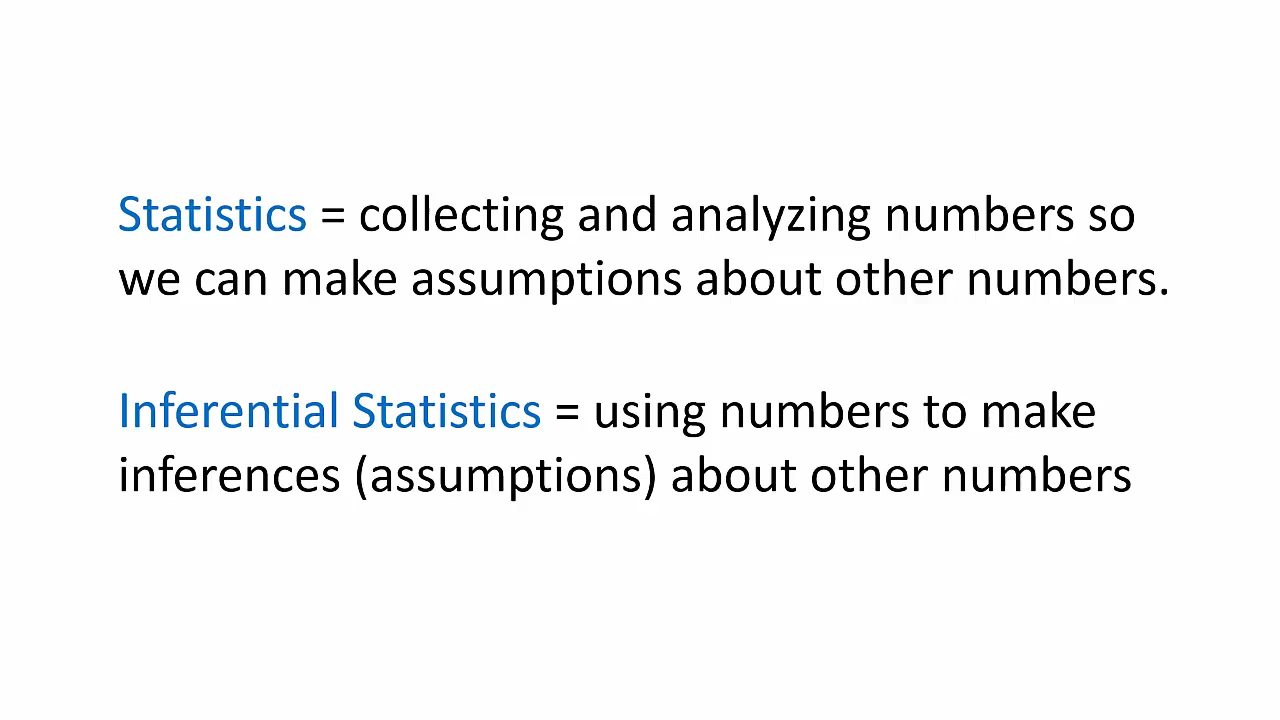 Statistics = collecting and analyzing numbers so
we can make assumptions about other numbers.
Inferential Statistics = using numbers to make
inferences (assumptions) about other numbers